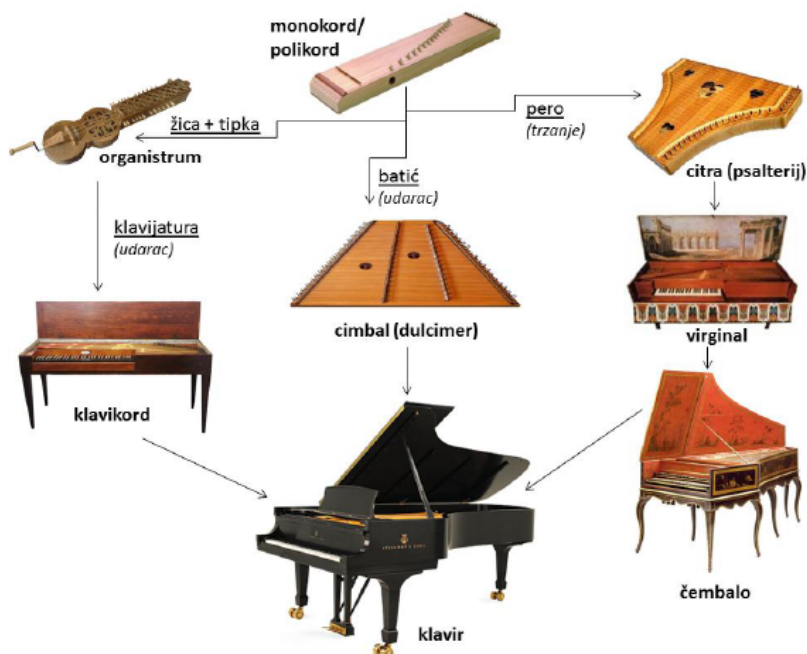 monokord/
polikord
žica + tipka
organistrum
pero
(trzanje)
citra (psalterij)
batić
(udarac)
klavijatura
(udarac)
cimbal (dulcimer)
virginal
klavikord
čembalo
klavir